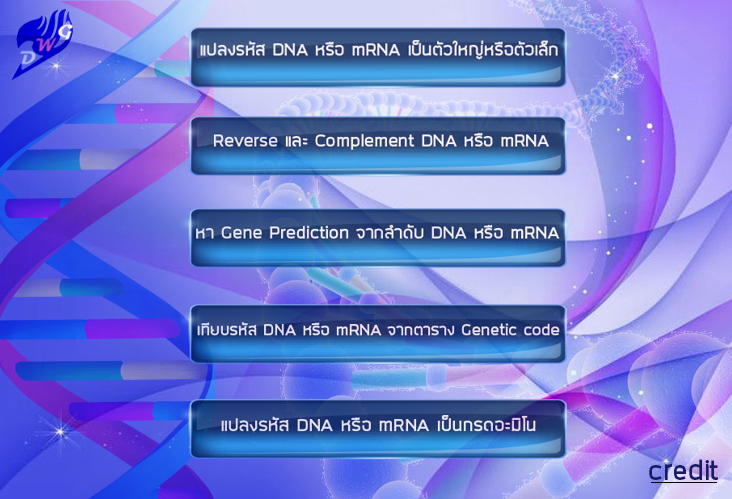 DWG
แปลงรหัส DNA หรือ mRNA เป็นตัวใหญ่หรือตัวเล็ก
Reverse และ Complement DNA หรือ mRNA
หา Gene Prediction จากลำดับ DNA หรือ mRNA
เทียบรหัส DNA หรือ mRNA จากตาราง Genetic code
แปลงรหัส DNA หรือ mRNA เป็นกรดอะมิโน
credit